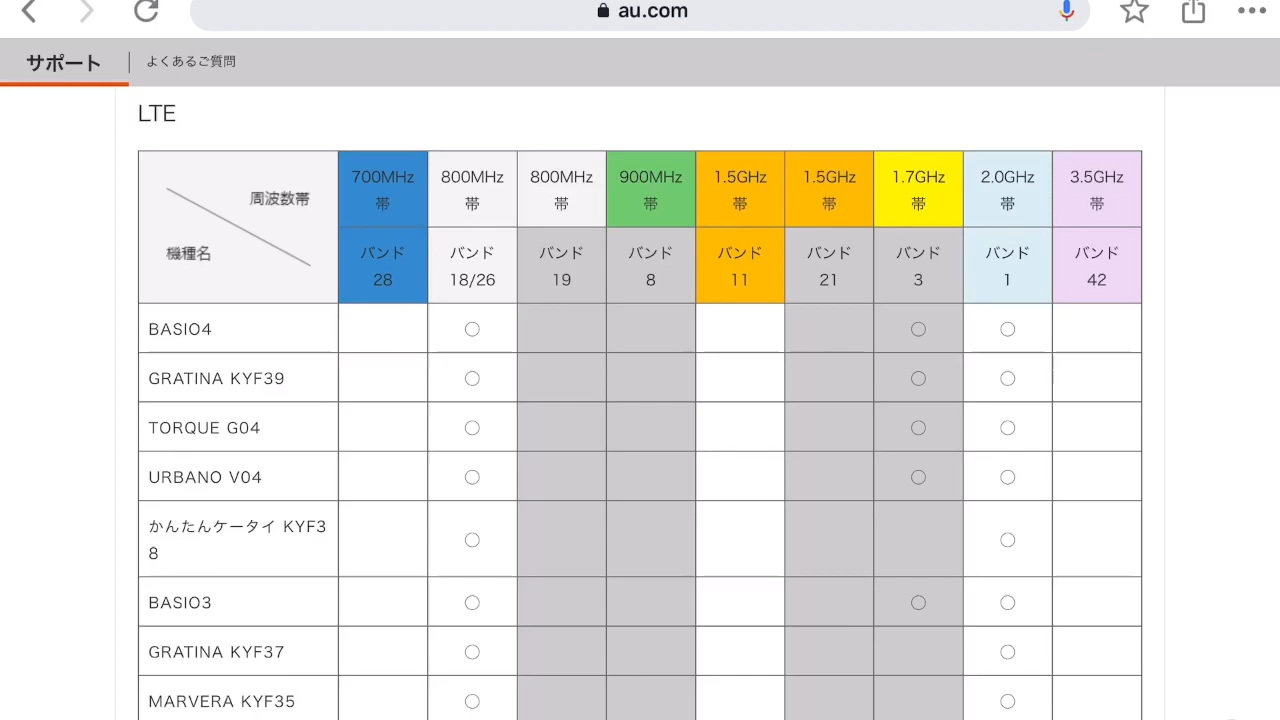 au.com
サポート
よくあるご質問
LTE
周波数帯
機種名
700MHz
帯
800MHz
帯
800MHz
帯
900MHz
帯
1.5GHz
帯
1.5GHz
帯
1.7GHz
帯
2.0GHz
帯
3.5GHz
帯
バンド
28
バンド
18/26
バンド
19
バンド
8
バンド
11
バンド
21
バンド
3
バンド
1
バンド
42
BASIO4 ○ ○ ○
GRATINA KYF39 ○ ○ ○
TORQUE G04 ○ ○ ○
URBANO V04 ○ ○ ○
かんたんケータイ KYF3
8 ○ ○
BASIO3 ○ ○ ○
GRATINA KYF37 ○ ○
MARVERA KYF35 ○ ○